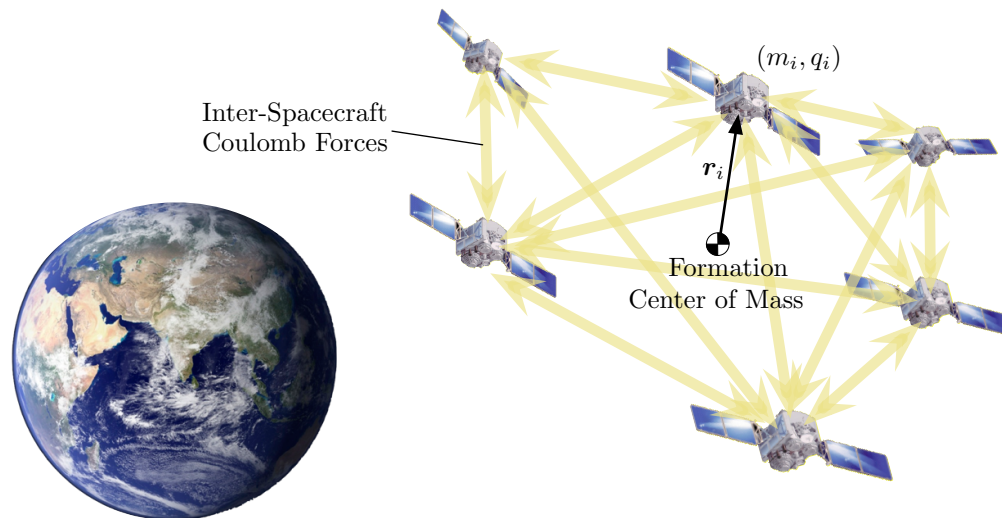 (m_i, q_i)
Inter-Spacecraft
Coulomb Forces
r_i
Formation
Center of Mass